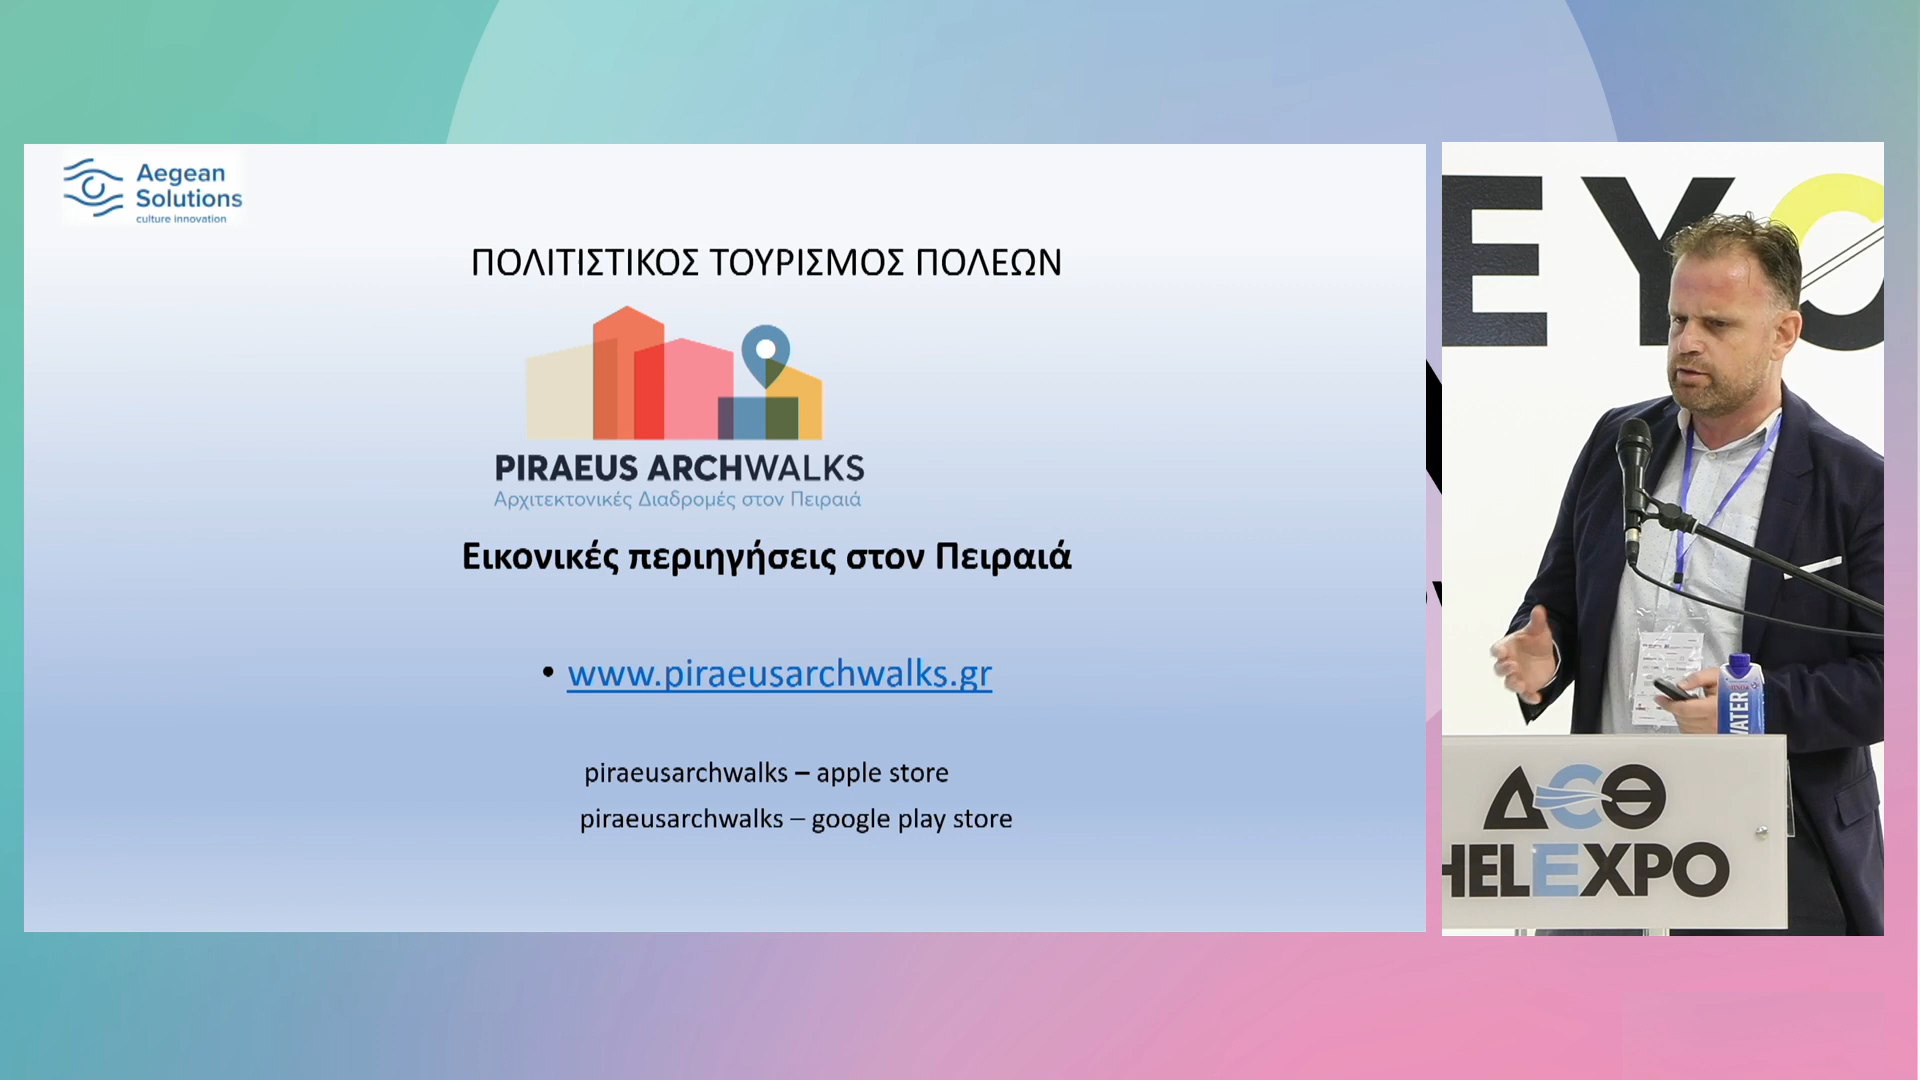 Aegean
Solutions
culture innovation
ΠΟΛΙΤΙΣΤΙΚΟΣ ΤΟΥΡΙΣΜΟΣ ΠΟΛΕΩΝ
PIRAEUS ARCHWALKS
Αρχιτεκτονικές Διαδρομές στον Πειραιά
Εικονικές περιηγήσεις στον Πειραιά
• www.piraeusarchwalks.gr
piraeusarchwalks – apple store
piraeusarchwalks – google play store
EYO
WATER
ΔΕΘ
HELEXPO